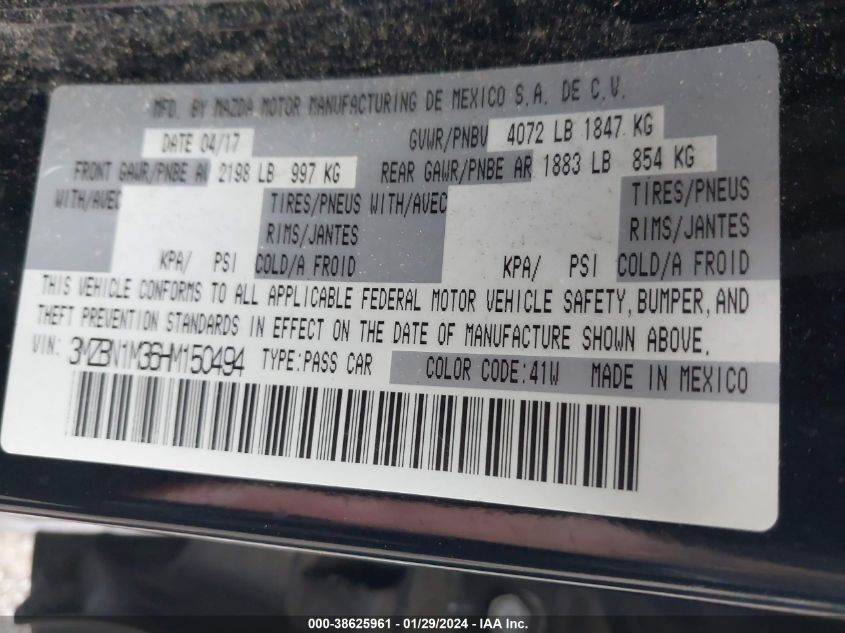 MFD. BY MAZDA MOTOR MANUFACTURING DE MEXICO S.A. DE C.V.
DATE 04/17 GVWR/PNBV 4072 LB 1847 KG
FRONT GAWR/PNBE AV 2198 LB 997 KG REAR GAWR/PNBE AR 1883 LB 854 KG
WITH/AVEC TIRES/PNEUS WITH/AVEC TIRES/PNEUS
RIMS/JANTES RIMS/JANTES
KPA/ PSI COLD/A FROID KPA/ PSI COLD/A FROID
THIS VEHICLE CONFORMS TO ALL APPLICABLE FEDERAL MOTOR VEHICLE SAFETY, BUMPER, AND
THEFT PREVENTION STANDARDS IN EFFECT ON THE DATE OF MANUFACTURE SHOWN ABOVE.
VIN: 3MZBN1M36HM150494 TYPE:PASS CAR COLOR CODE:41W MADE IN MEXICO
000-38625961 - 01/29/2024 - IAA Inc.